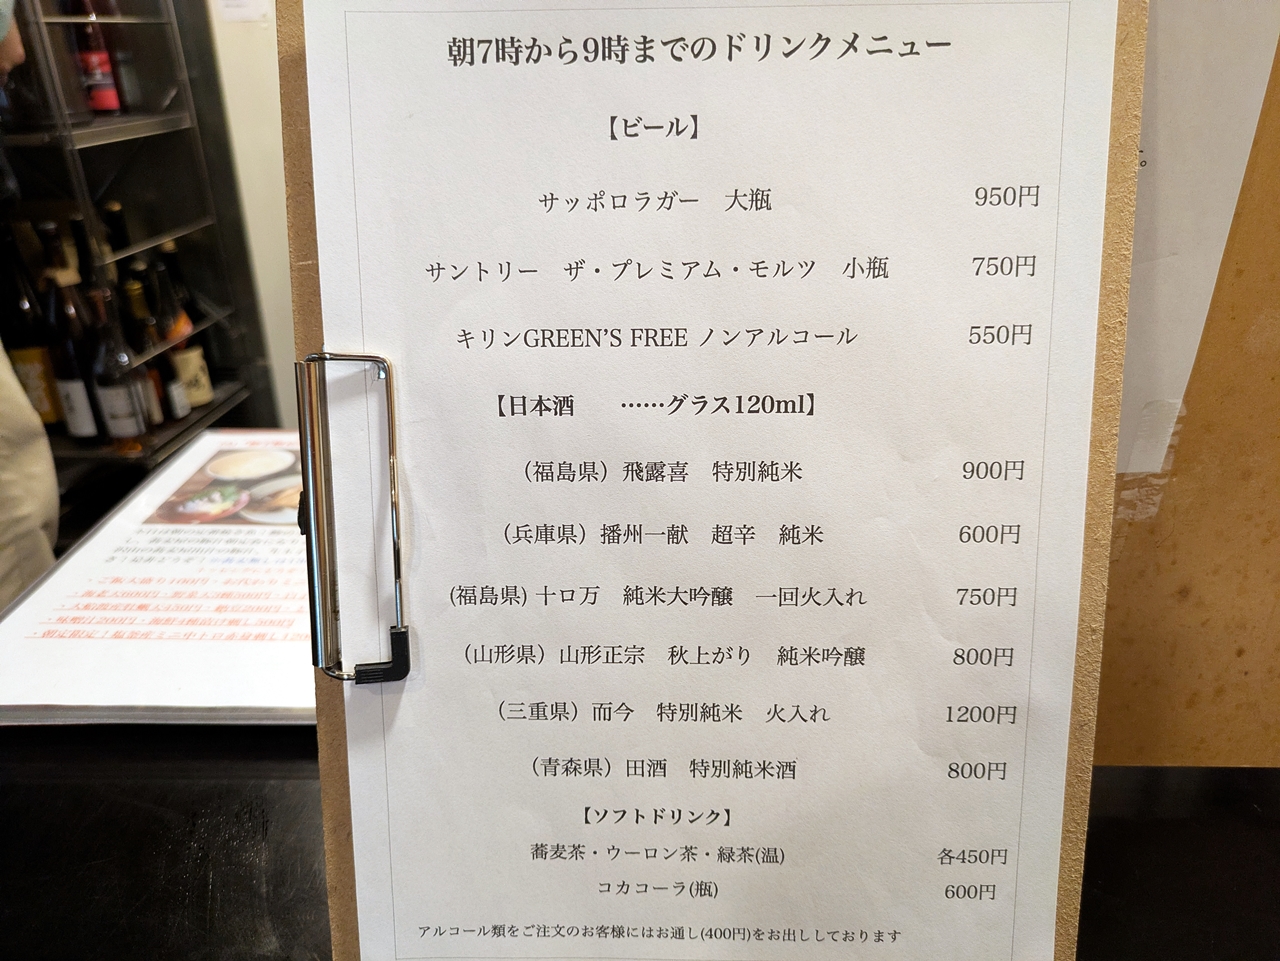 朝7時から9時までのドリンクメニュー
【ビール】
サッポロラガー　大瓶　950円
サントリー　ザ・プレミアム・モルツ　小瓶　750円
キリンGREEN'S FREE ノンアルコール　550円
【日本酒　　……グラス120ml】
（福島県）飛露喜　特別純米　900円
（兵庫県）播州一献　超辛　純米　600円
(福島県) 十ロ万　純米大吟醸　一回火入れ　750円
（山形県）山形正宗　秋上がり　純米吟醸　800円
（三重県）而今　特別純米　火入れ　1200円
（青森県）田酒　特別純米酒　800円
【ソフトドリンク】
蕎麦茶・ウーロン茶・緑茶(温)　各450円
コカコーラ(瓶)　600円
アルコール類をご注文のお客様にはお通し(400円)をお出ししております